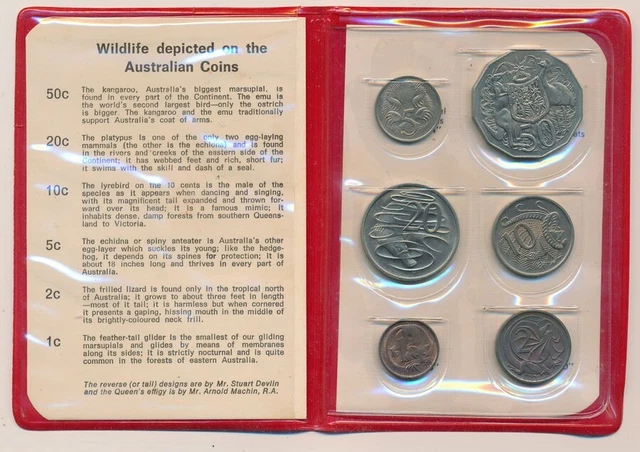 Wildlife depicted on the
Australian Coins
50c The kangaroo, Australia's biggest marsupial, is
found in every part of the Continent. The emu is
the world's second largest bird—only the ostrich
is bigger. The kangaroo and the emu traditionally
support Australia's coat of arms.
20c The platypus is one of the only two egg-laying
mammals (the other is the echidna) and is found
in the rivers and creeks of the eastern side of the
Continent; it has webbed feet and rich, short fur;
it swims with the skill and dash of a seal.
10c The lyrebird on the 10 cents is the male of the
species as it appears when dancing and singing,
with its magnificent tail expanded and thrown for-
ward over its head; it is a famous mimic; It
inhabits dense, damp forests from southern Queens-
land to Victoria.
5c The echidna or spiny anteater is Australia's other
egg-layer which suckles its young; like the hedge-
hog, it depends on its spines for protection; It is
about 18 inches long and thrives in every part of
Australia.
2c The frilled lizard is found only in the tropical north
of Australia; it grows to about three feet in length
—most of it tail; it is harmless but when cornered
it presents a gaping, hissing mouth in the middle of
its brightly-coloured neck frill.
1c The feather-tail glider is the smallest of our gliding
marsupials and glides by means of membranes
along its sides; it is strictly nocturnal and is quite
common in the forests of eastern Australia.
The reverse (or tail) designs are by Mr. Stuart Devlin
and the Queen's effigy is by Mr. Arnold Machin, R.A.
5
50
20
10
1
2